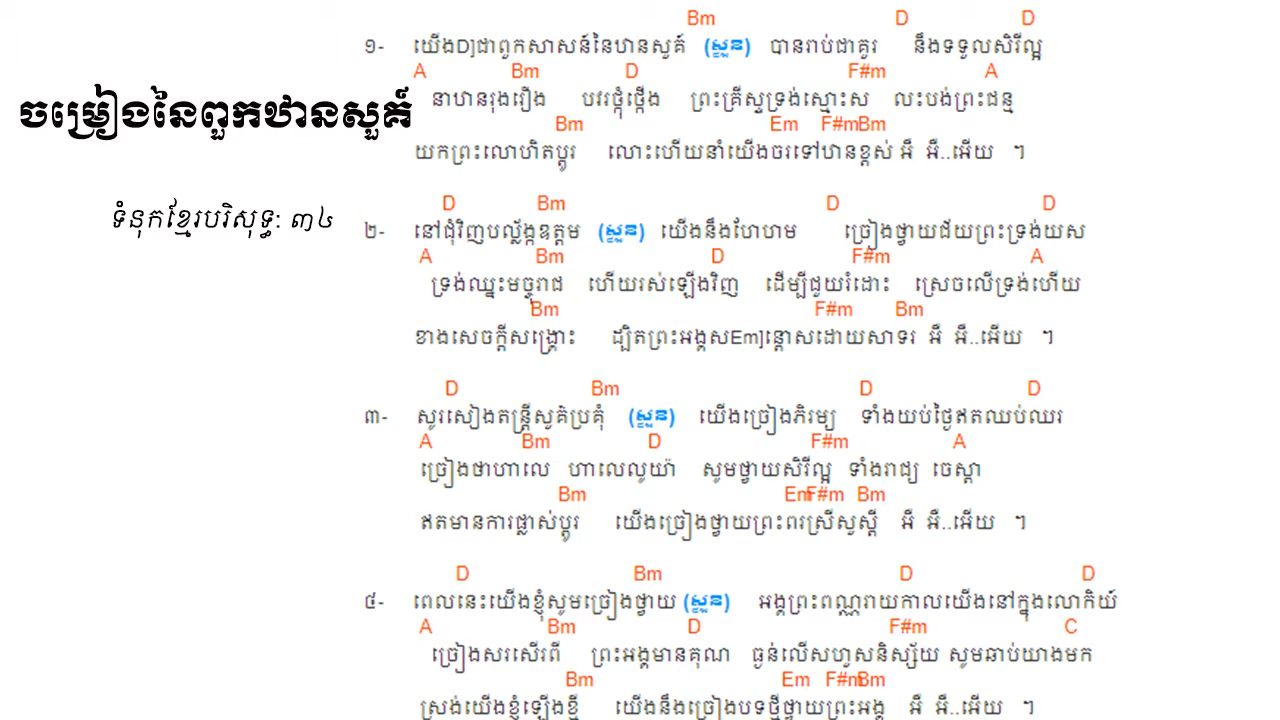 ចម្រៀងនៃពួកឋានសួគ៌
ទំនុកខ្មែរបរិសុទ្ធ: ៣៤
Bm D D
១- យើងD]ជាពួកសាសន៍នៃឋានសួគ៍ (ស្ទួន) បានរាប់ជាគួរ នឹងទទួលសិរីល្អ
A Bm D F#m A
នាឋានរុងរឿង បវរថ្កុំថ្កើង ព្រះគ្រីស្ទទ្រង់ស្មោះស លះបង់ព្រះជន្ម
Bm Em F#m Bm
យកព្រះលោហិតប្តូរ លោះហើយនាំយើងចរទៅឋានខ្ពស់ អឺ អឺ..អើយ ។
D Bm D D
២- នៅជុំវិញបល្ល័ង្កឧត្តម (ស្ទួន) យើងនឹងហែហម ច្រៀងថ្វាយជ័យព្រះទ្រង់យស
A Bm D F#m A
ទ្រង់ឈ្នះមច្ចុរាជ ហើយរស់ឡើងវិញ ដើម្បីជួយរំដោះ ស្រេចលើទ្រង់ហើយ
Bm F#m Bm
ខាងសេចក្តីសង្គ្រោះ ដ្បិតព្រះអង្គសEm]ន្តោសដោយសាទរ អឺ អឺ..អើយ ។
D Bm D D
៣- សូរសៀងតន្ត្រីសួគ៌ប្រគុំ (ស្ទួន) យើងច្រៀងភិរម្យ ទាំងយប់ថ្ងៃឥតឈប់ឈរ
A Bm D F#m A
ច្រៀងថាហាលេ ហាលេលូយ៉ា សូមថ្វាយសិរីល្អ ទាំងរាជ្យ ចេស្តា
Bm Em F#m Bm
ឥតមានការផ្លាស់ប្តូរ យើងច្រៀងថ្វាយព្រះពរស្រីសួស្តី អឺ អឺ..អើយ ។
D Bm D D
៤- ពេលនេះយើងខ្ញុំសូមច្រៀងថ្វាយ (ស្ទួន) អង្គព្រះពណ្ណរាយកាលយើងនៅក្នុងលោកិយ៍
A Bm D F#m C
ច្រៀងសរសើរពី ព្រះអង្គមានគុណ ធ្ងន់លើសហួសនិស្ស័យ សូមឆាប់យាងមក
Bm Em F#m Bm
ស្រង់យើងខ្ញុំឡើងខ្មី យើងនឹងច្រៀងបទថ្មីថ្វាយព្រះអង្គ អឺ អឺ..អើយ ។